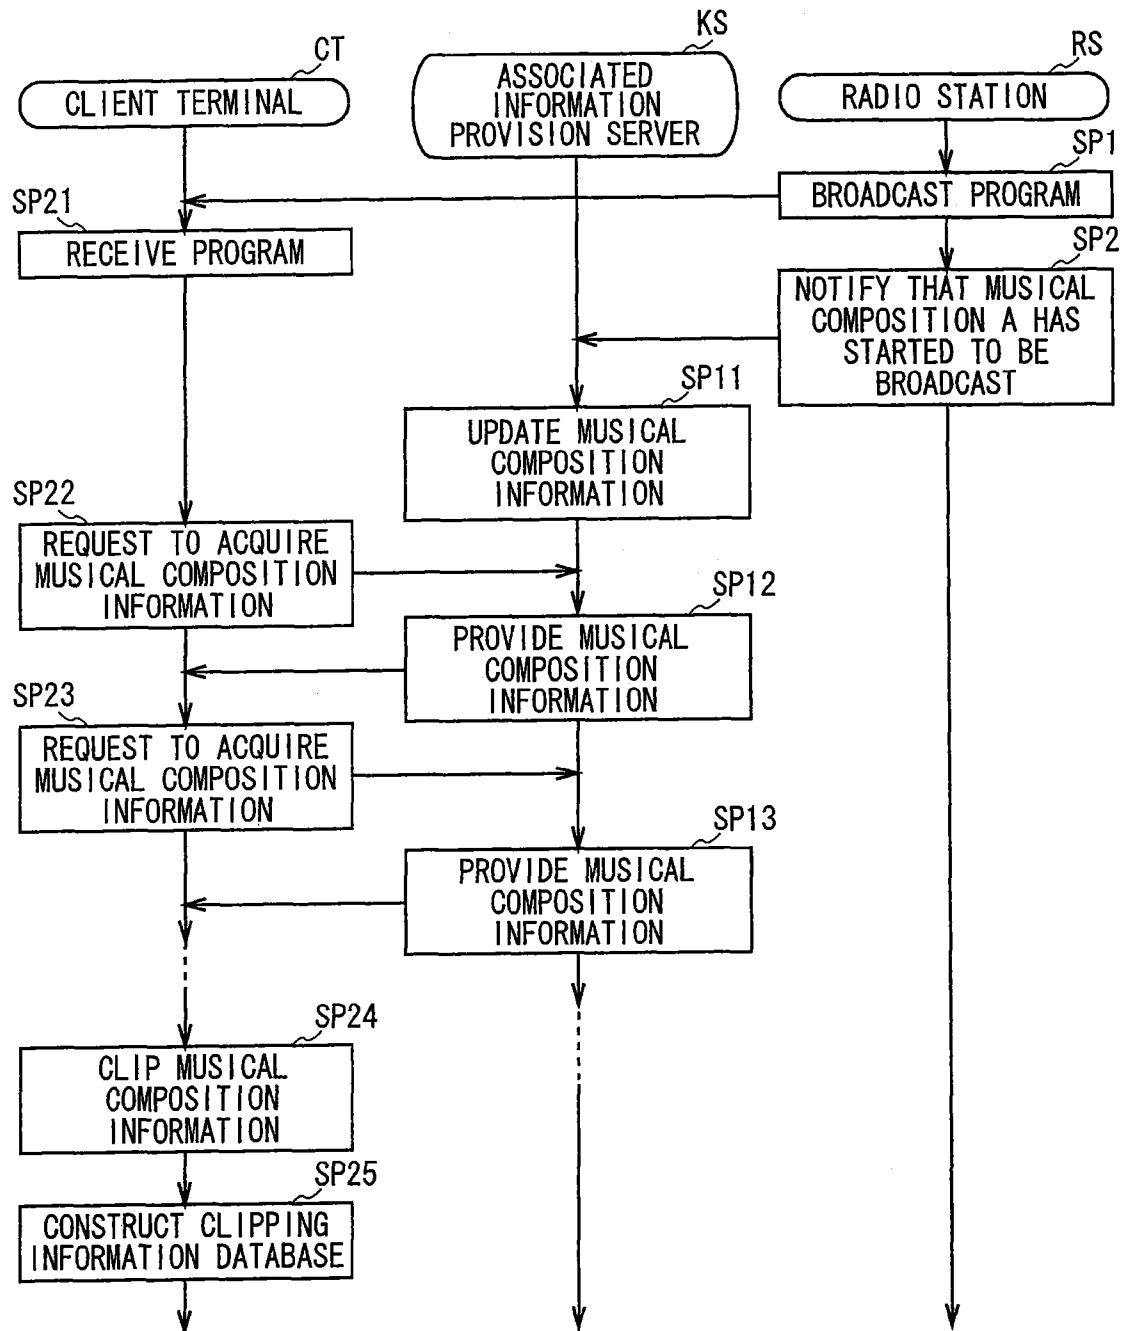 CT
CLIENT TERMINAL
KS
ASSOCIATED
INFORMATION
PROVISION SERVER
RS
RADIO STATION
SP1
BROADCAST PROGRAM
SP21
RECEIVE PROGRAM
SP2
NOTIFY THAT MUSICAL
COMPOSITION A HAS
STARTED TO BE
BROADCAST
SP11
UPDATE MUSICAL
COMPOSITION
INFORMATION
SP22
REQUEST TO ACQUIRE
MUSICAL COMPOSITION
INFORMATION
SP12
PROVIDE MUSICAL
COMPOSITION
INFORMATION
SP23
REQUEST TO ACQUIRE
MUSICAL COMPOSITION
INFORMATION
SP13
PROVIDE MUSICAL
COMPOSITION
INFORMATION
SP24
CLIP MUSICAL
COMPOSITION
INFORMATION
SP25
CONSTRUCT CLIPPING
INFORMATION DATABASE